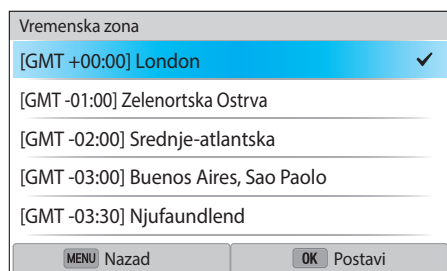 Vremenska zona
[GMT +00:00] London
[GMT -01:00] Zelenortska Ostrva
[GMT -02:00] Srednje-atlantska
[GMT -03:00] Buenos Aires, Sao Paolo
[GMT -03:30] Njufaundlend
MENU Nazad OK Postavi